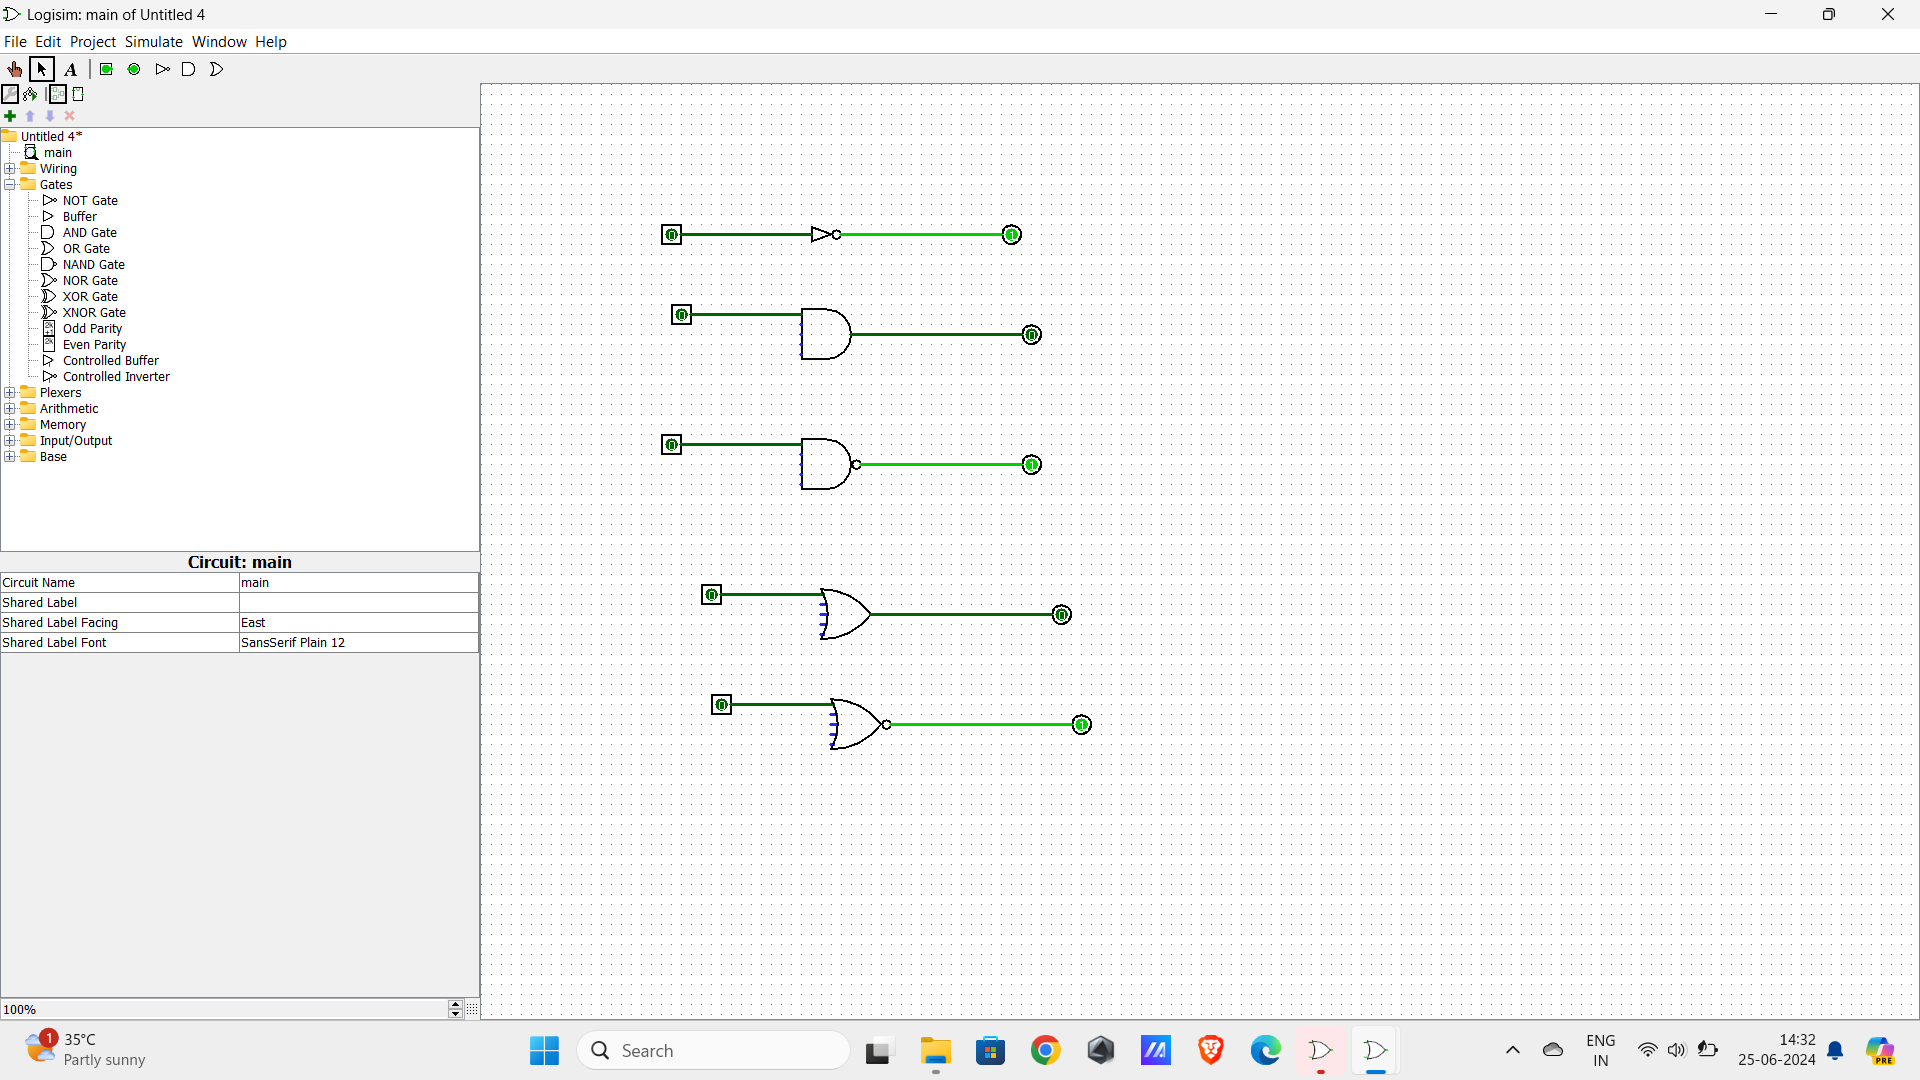 Logisim: main of Untitled 4
File Edit Project Simulate Window Help
A
Untitled 4*
main
Wiring
Gates
NOT Gate
Buffer
AND Gate
OR Gate
NAND Gate
NOR Gate
XOR Gate
XNOR Gate
Odd Parity
Even Parity
Controlled Buffer
Controlled Inverter
Plexers
Arithmetic
Memory
Input/Output
Base
Circuit: main
Circuit Name main
Shared Label
Shared Label Facing East
Shared Label Font SansSerif Plain 12
100%
0 1
0 0
0 1
0 0
0 1
1
35°C
Partly sunny
Search
ENG
IN
14:32
25-06-2024
PRE